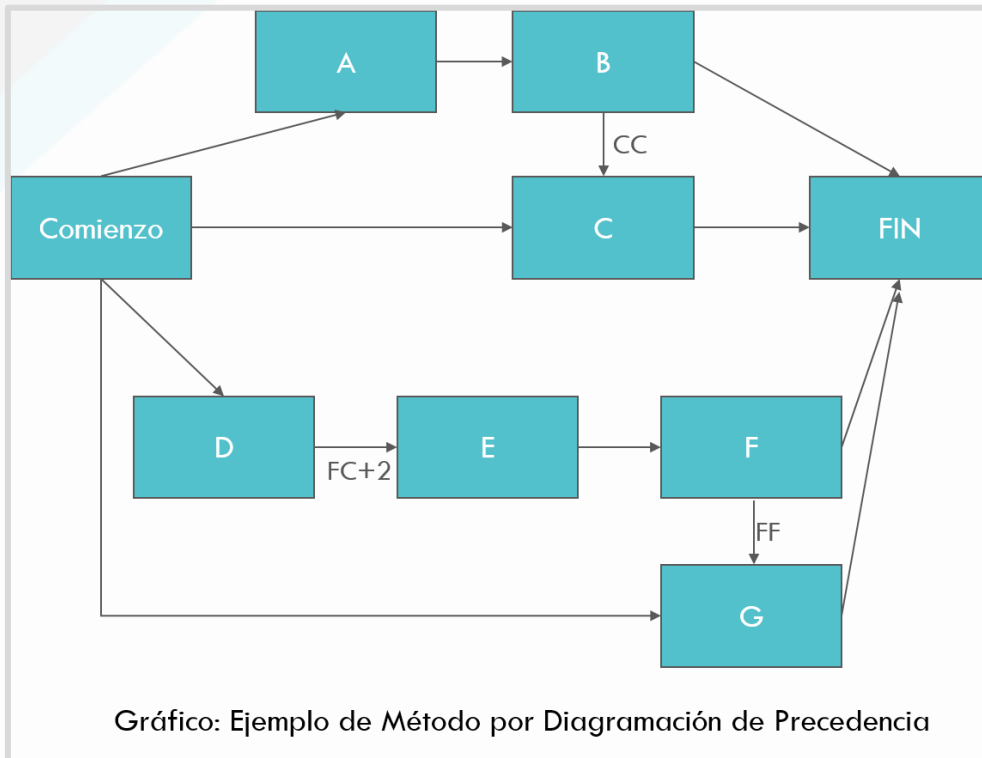 A
B
CC
Comienzo
C
FIN
D
FC+2
E
F
FF
G
Gráfico: Ejemplo de Método por Diagramación de Precedencia